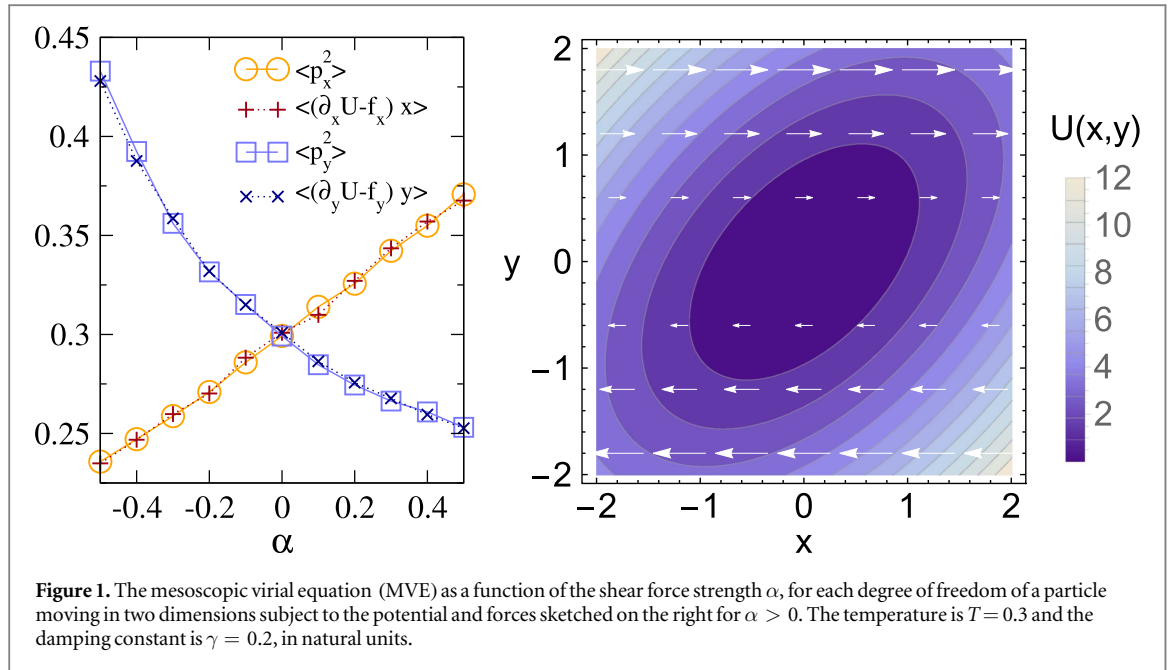 0.45
0.4
0.35
0.3
0.25
-0.4 -0.2 0 0.2 0.4
α
<p_x^2>
<(∂_x U-f_x) x>
<p_y^2>
<(∂_y U-f_y) y>
2
1
0
−1
−2
y
−2 −1 0 1 2
x
U(x,y)
12
10
8
6
4
2
Figure 1. The mesoscopic virial equation (MVE) as a function of the shear force strength α, for each degree of freedom of a particle
moving in two dimensions subject to the potential and forces sketched on the right for α > 0. The temperature is T = 0.3 and the
damping constant is γ = 0.2, in natural units.